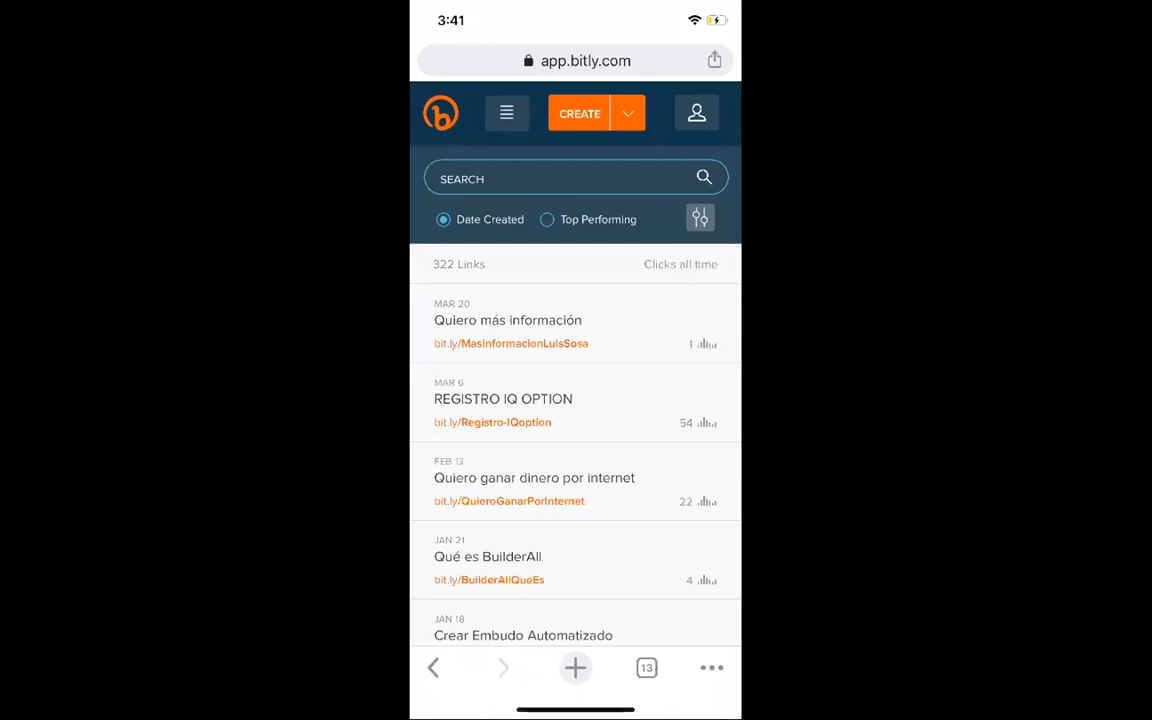 3:41
app.bitly.com
CREATE
SEARCH
Date Created
Top Performing
322 Links
Clicks all time
MAR 20
Quiero más información
bit.ly/MasInformacionLuisSosa
1
MAR 6
REGISTRO IQ OPTION
bit.ly/Registro-IQoption
54
FEB 13
Quiero ganar dinero por internet
bit.ly/QuieroGanarPorInternet
22
JAN 21
Qué es BuilderAll
bit.ly/BuilderAllQueEs
4
JAN 18
Crear Embudo Automatizado
13